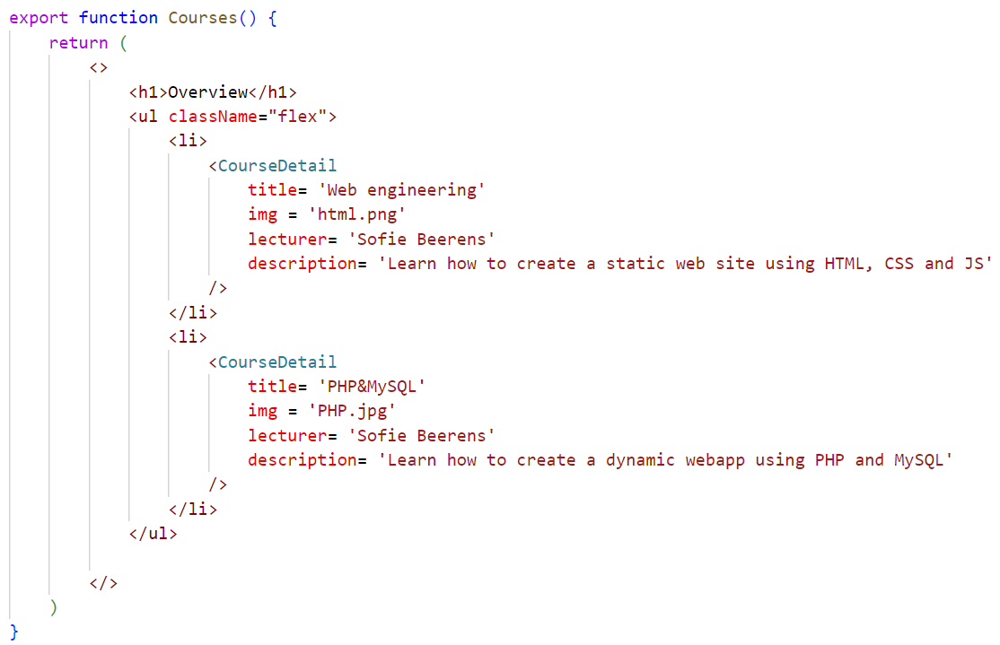 export function Courses() {
    return (
        <>
            <h1>Overview</h1>
            <ul className="flex">
                <li>
                    <CourseDetail
                        title= 'Web engineering'
                        img = 'html.png'
                        lecturer= 'Sofie Beerens'
                        description= 'Learn how to create a static web site using HTML, CSS and JS'
                    />
                </li>
                <li>
                    <CourseDetail
                        title= 'PHP&MySQL'
                        img = 'PHP.jpg'
                        lecturer= 'Sofie Beerens'
                        description= 'Learn how to create a dynamic webapp using PHP and MySQL'
                    />
                </li>
            </ul>

        </>
    )
}